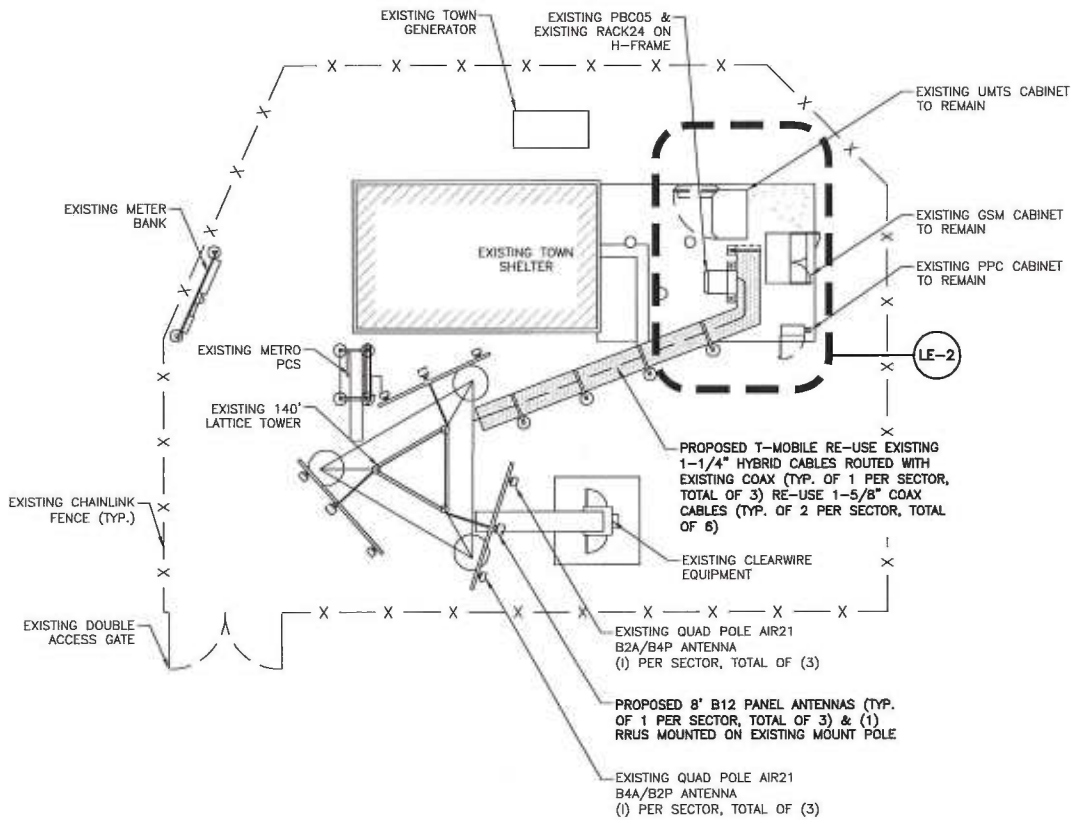 EXISTING TOWN
GENERATOR
EXISTING PBC05 &
EXISTING RACK24 ON
H-FRAME
EXISTING UMTS CABINET
TO REMAIN
EXISTING METER
BANK
EXISTING TOWN
SHELTER
EXISTING GSM CABINET
TO REMAIN
EXISTING PPC CABINET
TO REMAIN
LE-2
EXISTING METRO
PCS
EXISTING 140'
LATTICE TOWER
PROPOSED T-MOBILE RE-USE EXISTING
1-1/4" HYBRID CABLES ROUTED WITH
EXISTING COAX (TYP. OF 1 PER SECTOR,
TOTAL OF 3) RE-USE 1-5/8" COAX
CABLES (TYP. OF 2 PER SECTOR, TOTAL
OF 6)
EXISTING CHAINLINK
FENCE (TYP.)
EXISTING CLEARWIRE
EQUIPMENT
EXISTING DOUBLE
ACCESS GATE
EXISTING QUAD POLE AIR21
B2A/B4P ANTENNA
(1) PER SECTOR, TOTAL OF (3)
PROPOSED 8' B12 PANEL ANTENNAS (TYP.
OF 1 PER SECTOR, TOTAL OF 3) & (1)
RRUS MOUNTED ON EXISTING MOUNT POLE
EXISTING QUAD POLE AIR21
B4A/B2P ANTENNA
(1) PER SECTOR, TOTAL OF (3)